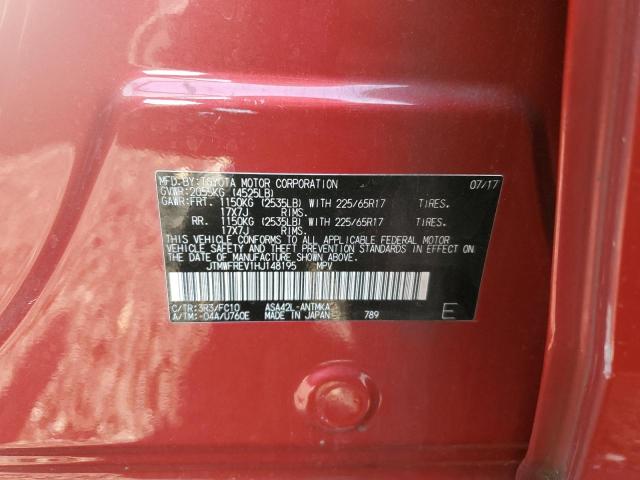 MFD.BY:TOYOTA MOTOR CORPORATION 07/17
GVWR:2055KG (4525LB)
GAWR:FRT. 1150KG (2535LB) WITH 225/65R17 TIRES.
17X7J RIMS.
RR. 1150KG (2535LB) WITH 225/65R17 TIRES.
17X7J RIMS.
THIS VEHICLE CONFORMS TO ALL APPLICABLE FEDERAL MOTOR
VEHICLE SAFETY AND THEFT PREVENTION STANDARDS IN EFFECT ON
THE DATE OF MANUFACTURE SHOWN ABOVE.
JTMWFREV1HJ148195 MPV
C/TR:3R3/FC10 ASA42L-ANTMKA
A/TM:-04A/U760E MADE IN JAPAN 789 E